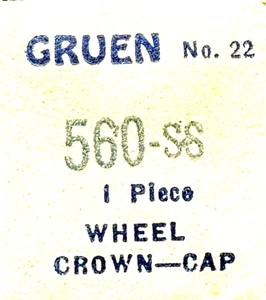 GRUEN No. 22
560-SS
1 Piece
WHEEL
CROWN—CAP